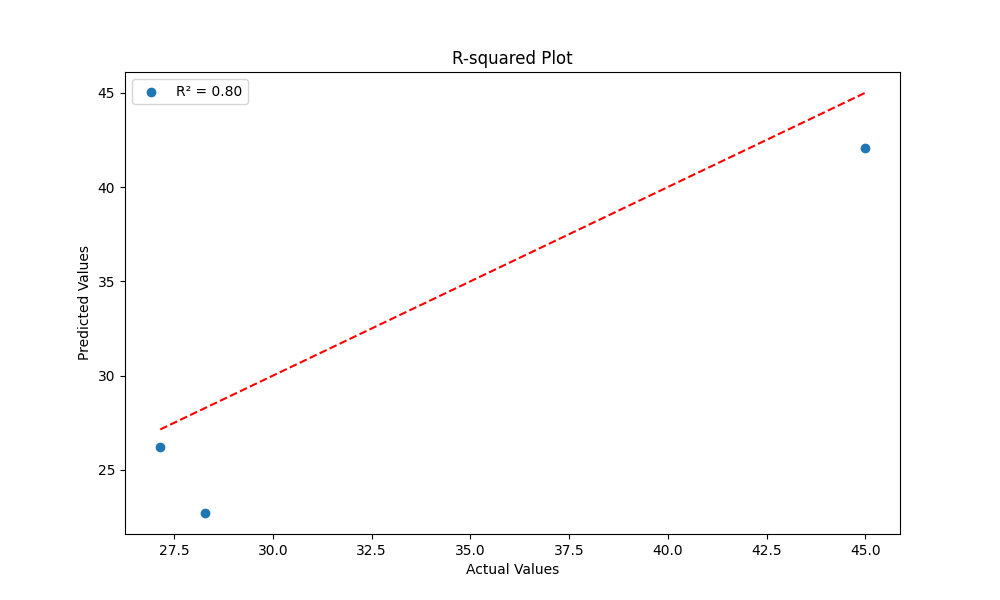 R-squared Plot
R² = 0.80
Predicted Values
45
40
35
30
25
27.5 30.0 32.5 35.0 37.5 40.0 42.5 45.0
Actual Values